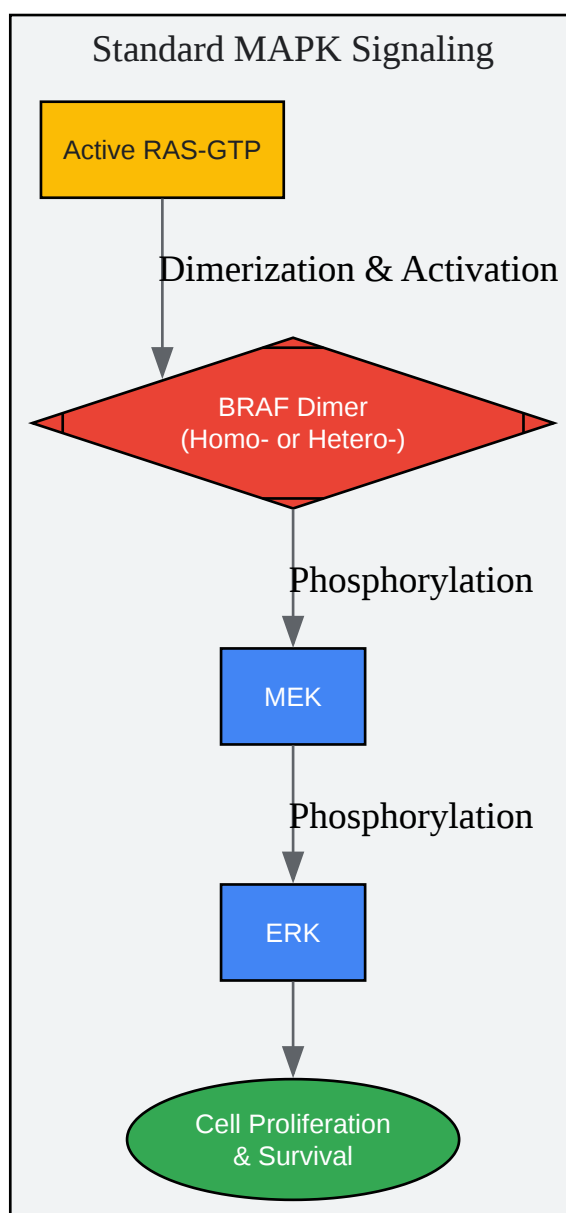 Standard MAPK Signaling
Active RAS-GTP
Dimerization & Activation
BRAF Dimer
(Homo- or Hetero-)
Phosphorylation
MEK
Phosphorylation
ERK
Cell Proliferation
& Survival